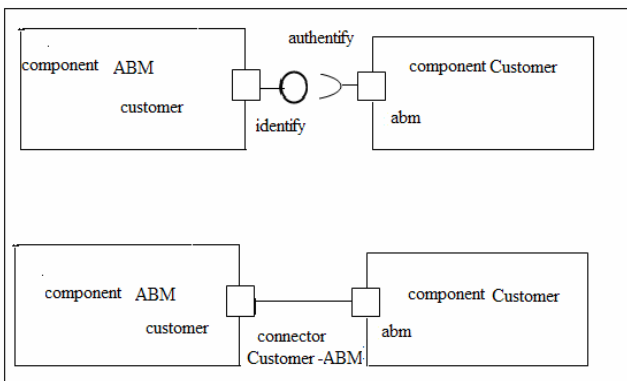 authentify
component ABM
component Customer
customer
abm
identify
component ABM
component Customer
customer
abm
connector
Customer-ABM